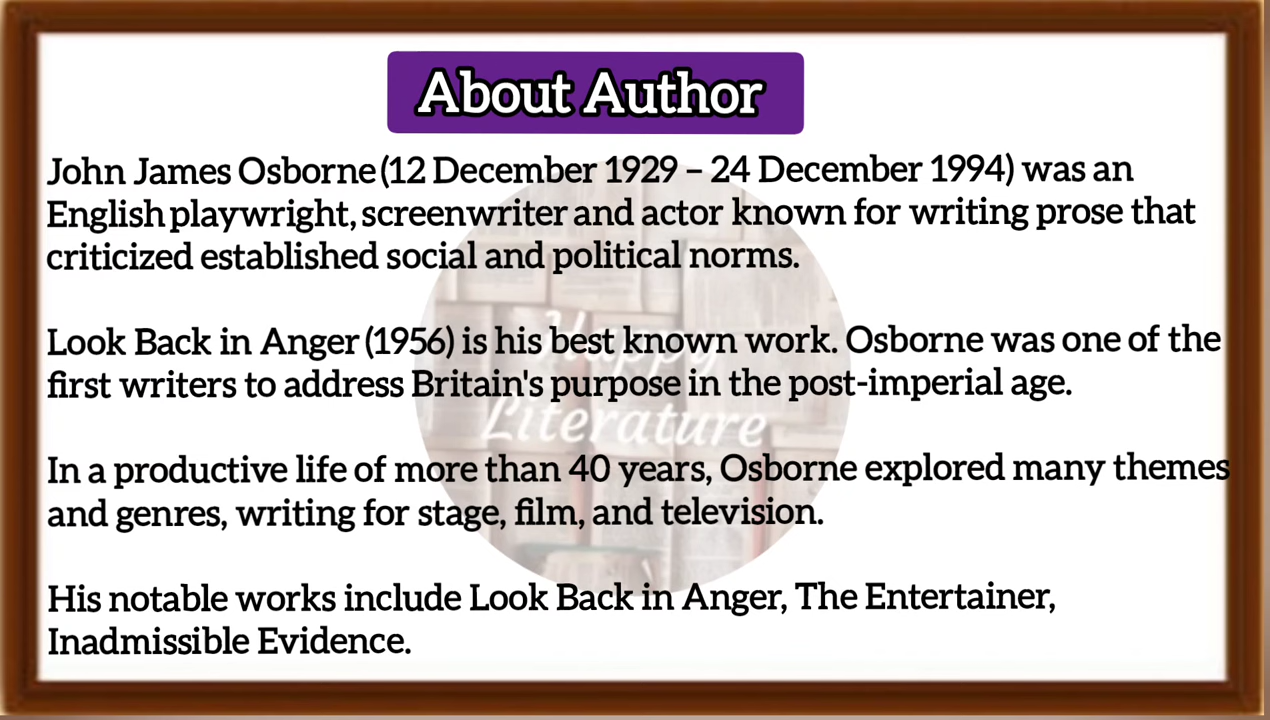 About Author
John James Osborne (12 December 1929 – 24 December 1994) was an
English playwright, screenwriter and actor known for writing prose that
criticized established social and political norms.
Look Back in Anger (1956) is his best known work. Osborne was one of the
first writers to address Britain's purpose in the post-imperial age.
Happy
Literature
In a productive life of more than 40 years, Osborne explored many themes
and genres, writing for stage, film, and television.
His notable works include Look Back in Anger, The Entertainer,
Inadmissible Evidence.